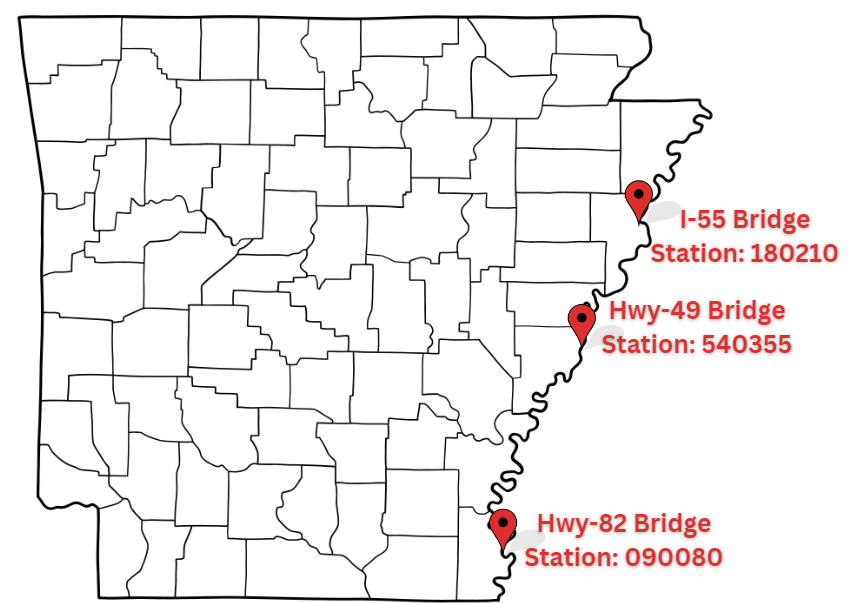 I-55 Bridge
Station: 180210
Hwy-49 Bridge
Station: 540355
Hwy-82 Bridge
Station: 090080